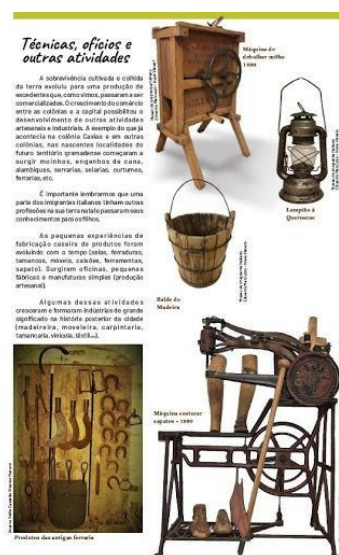 Técnicas, ofícios e
outras atividades
A sobrevivência cultivada e colhida
da terra evoluiu para uma produção de
excedentes que, como vimos, passaram a ser
comercializados. O crescimento do comércio
entre as colônias e a capital possibilitou o
desenvolvimento de outras atividades
artesanais e industriais. A exemplo do que já
acontecia na colônia Caxias e em outras
colônias, nas nascentes localidades do
futuro território gramadense começaram a
surgir moinhos, engenhos de cana,
alambiques, serrarias, selarias, curtumes,
ferrarias, etc.
É importante lembrarmos que uma
parte dos imigrantes italianos tinham outras
profissões na sua terra natal e passaram seus
conhecimentos para os filhos.
As pequenas experiências de
fabricação caseira de produtos foram
evoluindo com o tempo (selas, ferraduras,
tamancos, móveis, caixões, ferramentas,
sapato). Surgiram oficinas, pequenas
fábricas e manufaturas simples (produção
artesanal).
Algumas dessas atividades
cresceram e formaram indústrias de grande
significado na história posterior da cidade
(madeireira, moveleira, carpintaria,
tamancaria, vinícola, têxtil...).
Máquina de
debulhar milho
1890
Lampião à
Querosene
Balde de
Madeira
Máquina costurar
sapatos - 1890
Produtos das antigas ferraria